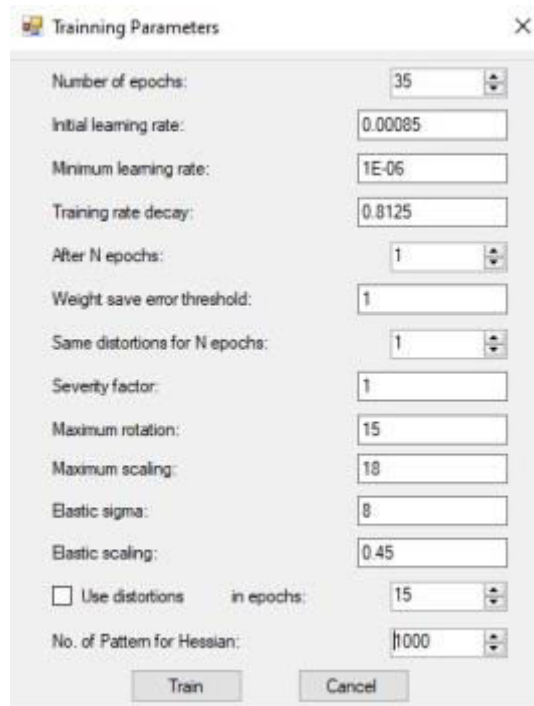 Trainning Parameters
Number of epochs: 35
Initial learning rate: 0.00085
Minimum learning rate: 1E-06
Training rate decay: 0.8125
After N epochs: 1
Weight save error threshold: 1
Same distortions for N epochs: 1
Severity factor: 1
Maximum rotation: 15
Maximum scaling: 18
Elastic sigma: 8
Elastic scaling: 0.45
Use distortions in epochs: 15
No. of Pattern for Hessian: 1000
Train Cancel